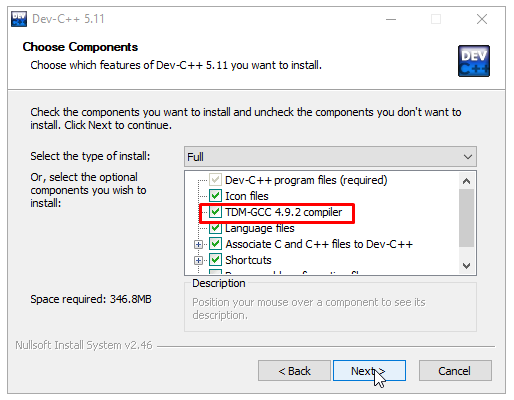 Dev-C++ 5.11
Choose Components
Choose which features of Dev-C++ 5.11 you want to install.
DEV
C++
Check the components you want to install and uncheck the components you don't want to
install. Click Next to continue.
Select the type of install:
Full
Or, select the optional
components you wish to
install:
Dev-C++ program files (required)
Icon files
TDM-GCC 4.9.2 compiler
Language files
Associate C and C++ files to Dev-C++
Shortcuts
Space required: 346.8MB
Description
Position your mouse over a component to see its
description.
Nullsoft Install System v2.46
< Back
Next >
Cancel